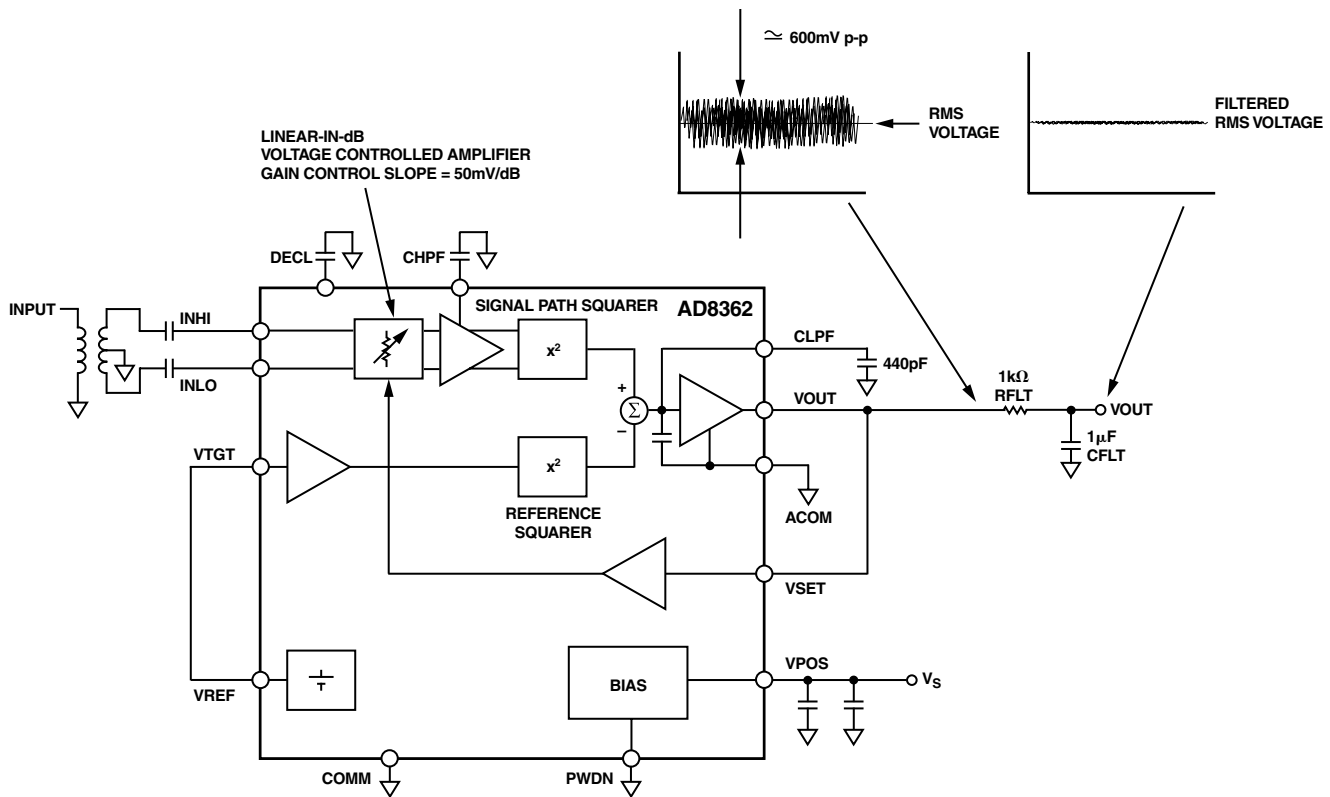 ≃ 600mV p-p
RMS
VOLTAGE
FILTERED
RMS VOLTAGE
LINEAR-IN-dB
VOLTAGE CONTROLLED AMPLIFIER
GAIN CONTROL SLOPE = 50mV/dB
DECL
CHPF
INPUT
INHI
INLO
SIGNAL PATH SQUARER
AD8362
x²
CLPF
440pF
+
Σ
–
VOUT
1kΩ
RFLT
VOUT
1μF
CFLT
VTGT
x²
REFERENCE
SQUARER
ACOM
VSET
VREF
BIAS
VPOS
VS
COMM
PWDN